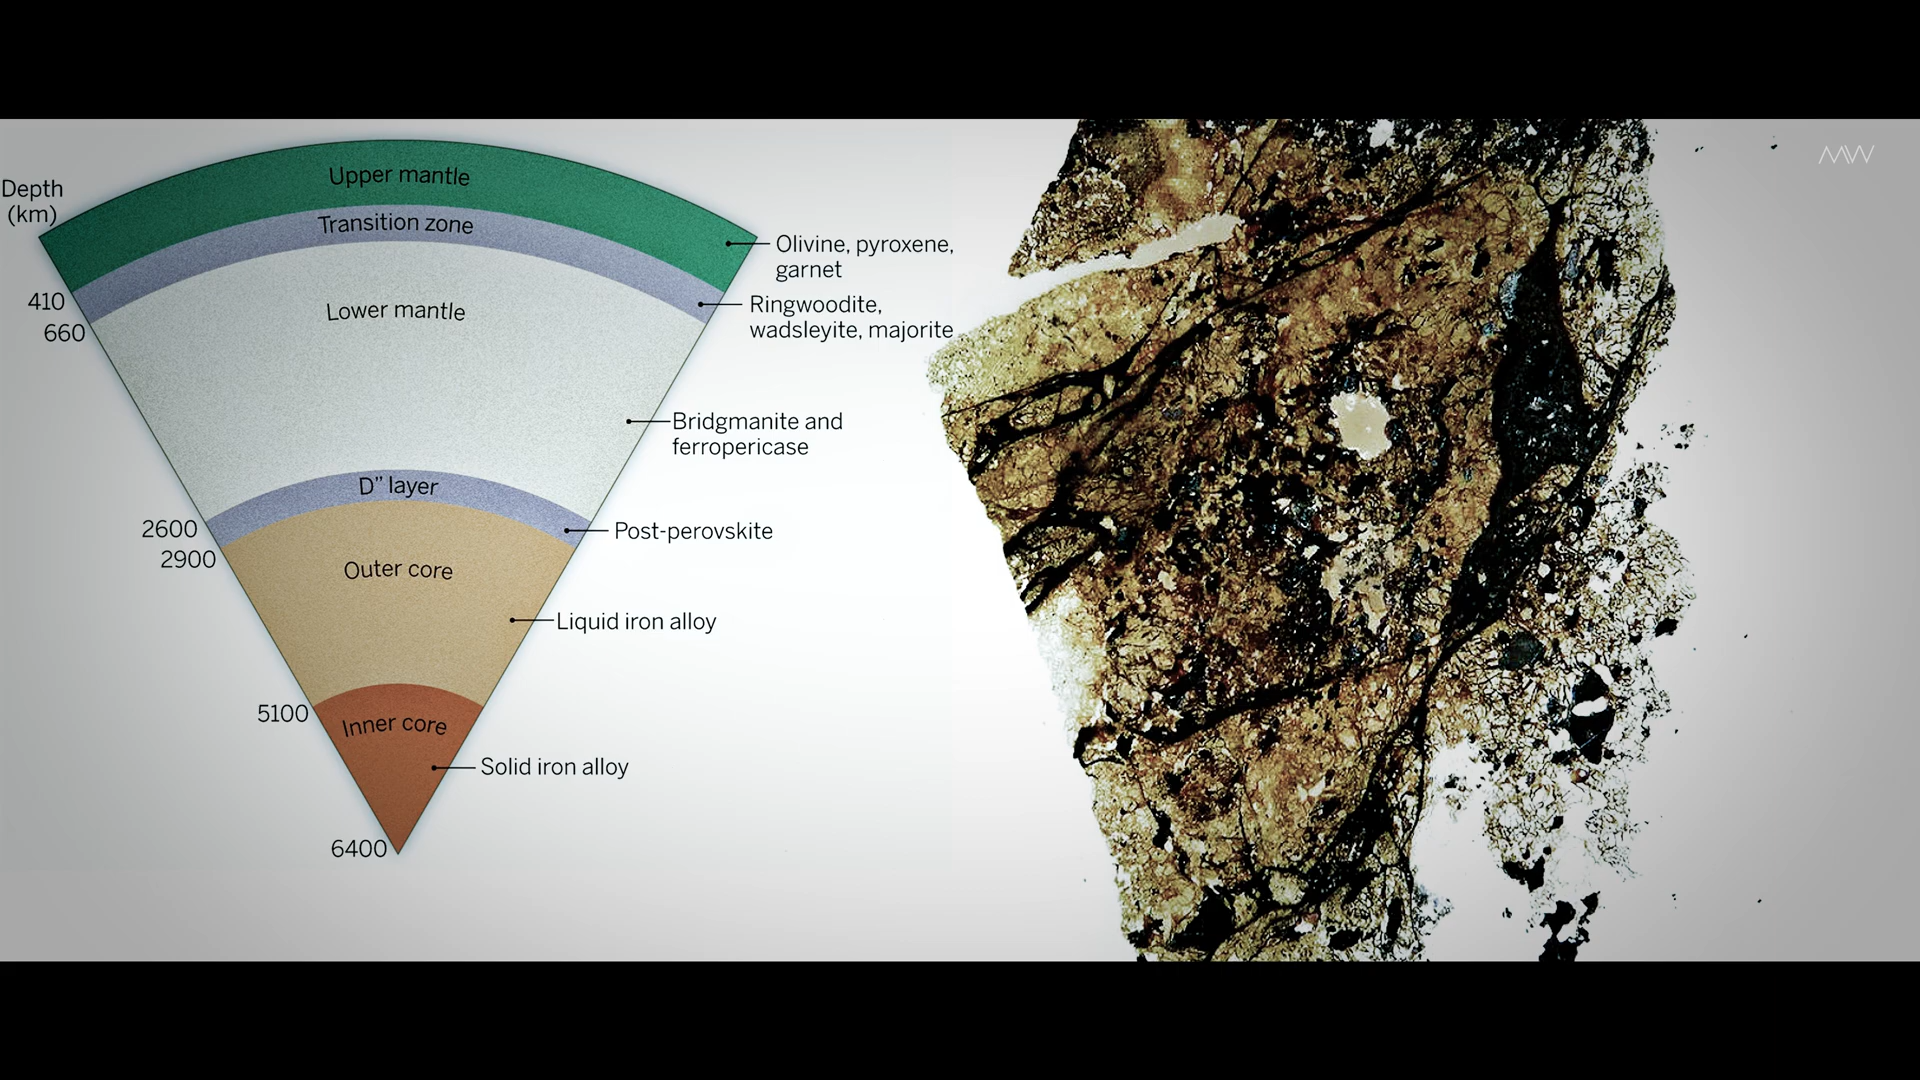 Upper mantle
Depth
(km)
Transition zone
Olivine, pyroxene,
garnet
410
660
Lower mantle
Ringwoodite,
wadsleyite, majorite
Bridgmanite and
ferropericase
D” layer
2600
2900
Post-perovskite
Outer core
Liquid iron alloy
5100
Inner core
Solid iron alloy
6400
MW